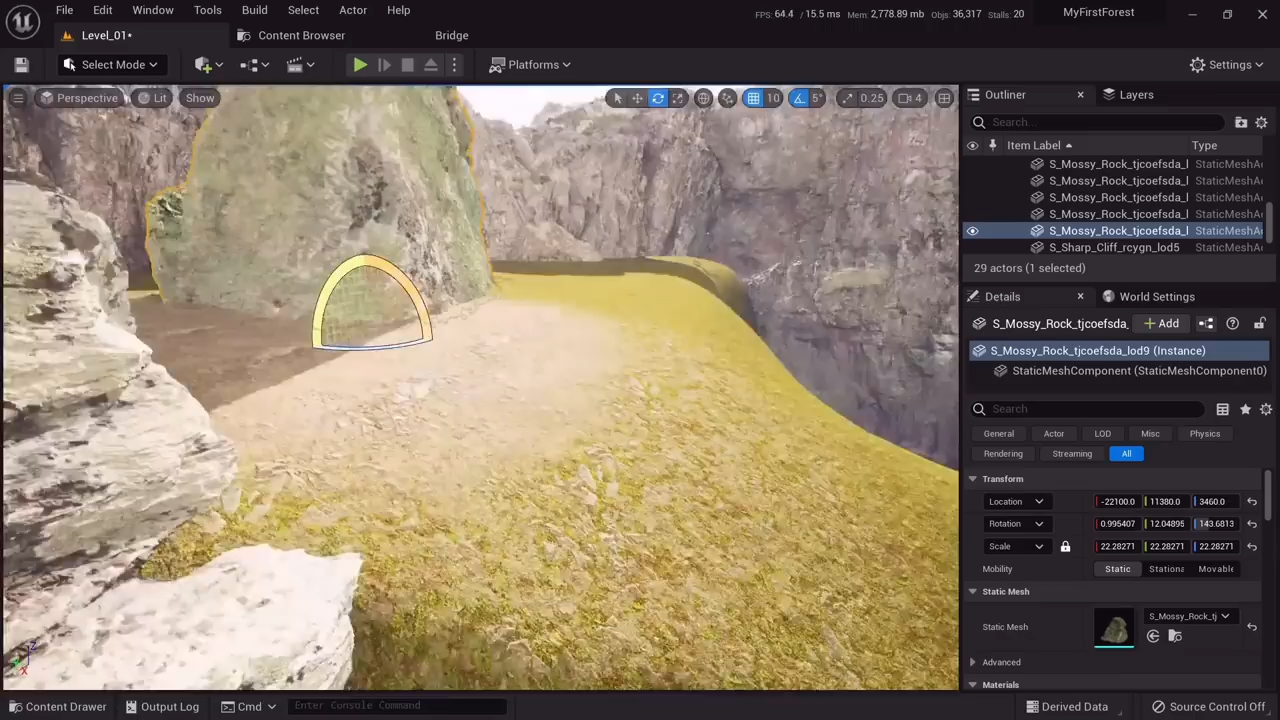 File Edit Window Tools Build Select Actor Help
FPS: 64.4 / 15.5 ms Mem: 2,778.89 mb Objs: 36,317 Stalls: 20
MyFirstForest
Level_01*
Content Browser
Bridge
Select Mode
Platforms
Settings
Perspective
Lit
Show
10
5°
0.25
4
Outliner
Layers
Search...
Item Label
Type
S_Mossy_Rock_tjcoefsda_l StaticMeshAc
S_Mossy_Rock_tjcoefsda_l StaticMeshAc
S_Mossy_Rock_tjcoefsda_l StaticMeshAc
S_Mossy_Rock_tjcoefsda_l StaticMeshAc
S_Mossy_Rock_tjcoefsda_l StaticMeshAc
S_Sharp_Cliff_rcygn_lod5 StaticMeshAc
29 actors (1 selected)
Details
World Settings
S_Mossy_Rock_tjcoefsda_
Add
S_Mossy_Rock_tjcoefsda_lod9 (Instance)
StaticMeshComponent (StaticMeshComponent0)
Search
General Actor LOD Misc Physics
Rendering Streaming All
Transform
Location -22100.0 11380.0 3460.0
Rotation 0.995407 12.04895 143.6813
Scale 22.28271 22.28271 22.28271
Mobility Static Stationa Movable
Static Mesh
Static Mesh S_Mossy_Rock_tj
Advanced
Materials
Z
X
Content Drawer
Output Log
Cmd
Enter Console Command
Derived Data
Source Control Off